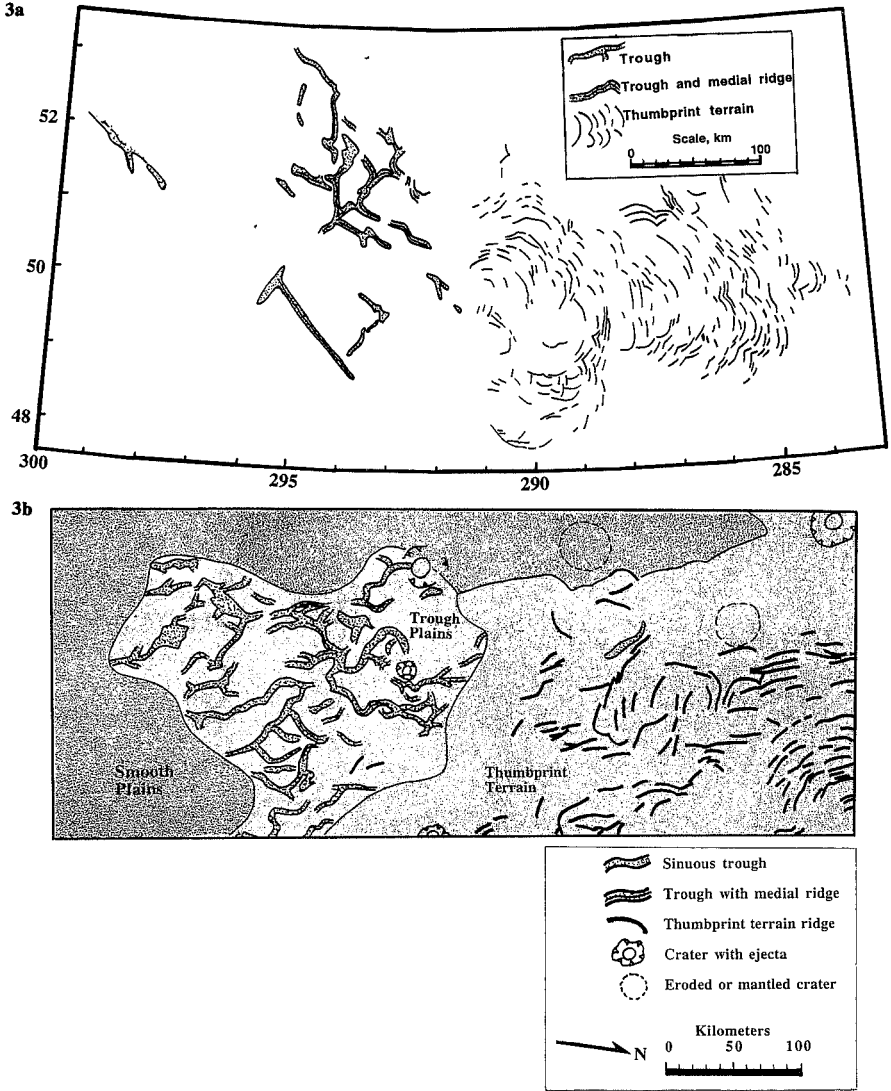 3a
Trough
Trough and medial ridge
Thumbprint terrain
Scale, km
0 100
52
50
48
300
295
290
285
3b
Trough
Plains
Smooth
Plains
Thumbprint
Terrain
Sinuous trough
Trough with medial ridge
Thumbprint terrain ridge
Crater with ejecta
Eroded or mantled crater
N
Kilometers
0 50 100